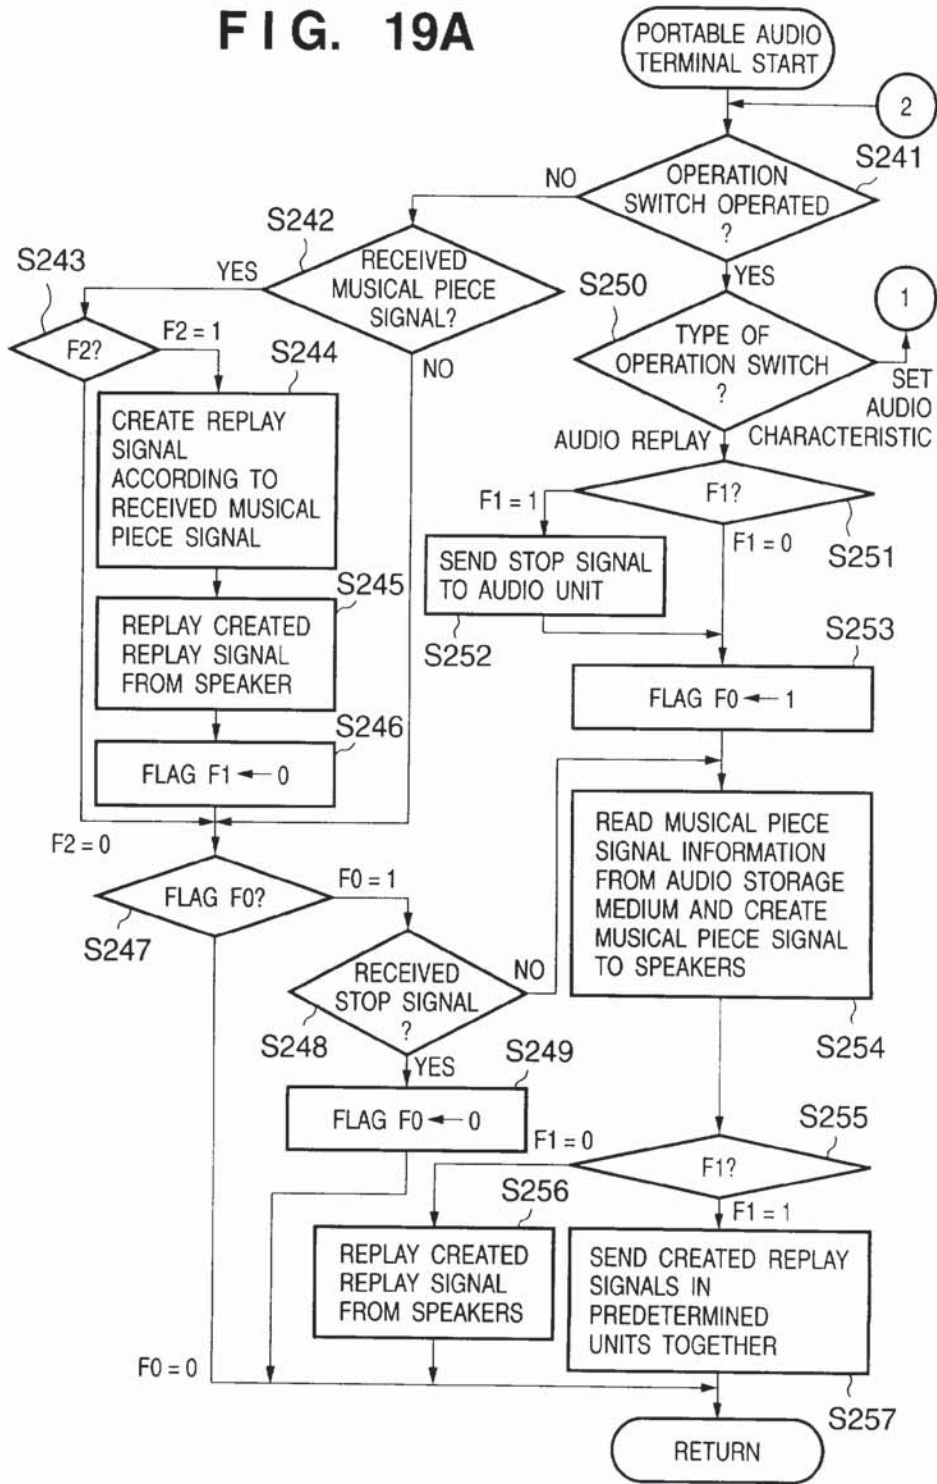 FIG. 19A
PORTABLE AUDIO
TERMINAL START
2
S241
OPERATION
SWITCH OPERATED
?
NO
YES
S242
RECEIVED
MUSICAL PIECE
SIGNAL?
YES
NO
S243
F2?
F2 = 1
S244
CREATE REPLAY
SIGNAL
ACCORDING TO
RECEIVED MUSICAL
PIECE SIGNAL
S245
REPLAY CREATED
REPLAY SIGNAL
FROM SPEAKER
S246
FLAG F1 ← 0
F2 = 0
S250
TYPE OF
OPERATION SWITCH
?
1
SET
AUDIO
CHARACTERISTIC
AUDIO REPLAY
F1?
S251
F1 = 1
F1 = 0
SEND STOP SIGNAL
TO AUDIO UNIT
S252
S253
FLAG F0 ← 1
READ MUSICAL PIECE
SIGNAL INFORMATION
FROM AUDIO STORAGE
MEDIUM AND CREATE
MUSICAL PIECE SIGNAL
TO SPEAKERS
S254
FLAG F0?
S247
F0 = 1
RECEIVED
STOP SIGNAL
?
NO
S248
YES
S249
FLAG F0 ← 0
S255
F1?
F1 = 0
F1 = 1
S256
REPLAY CREATED
REPLAY SIGNAL
FROM SPEAKERS
SEND CREATED REPLAY
SIGNALS IN
PREDETERMINED
UNITS TOGETHER
S257
F0 = 0
RETURN